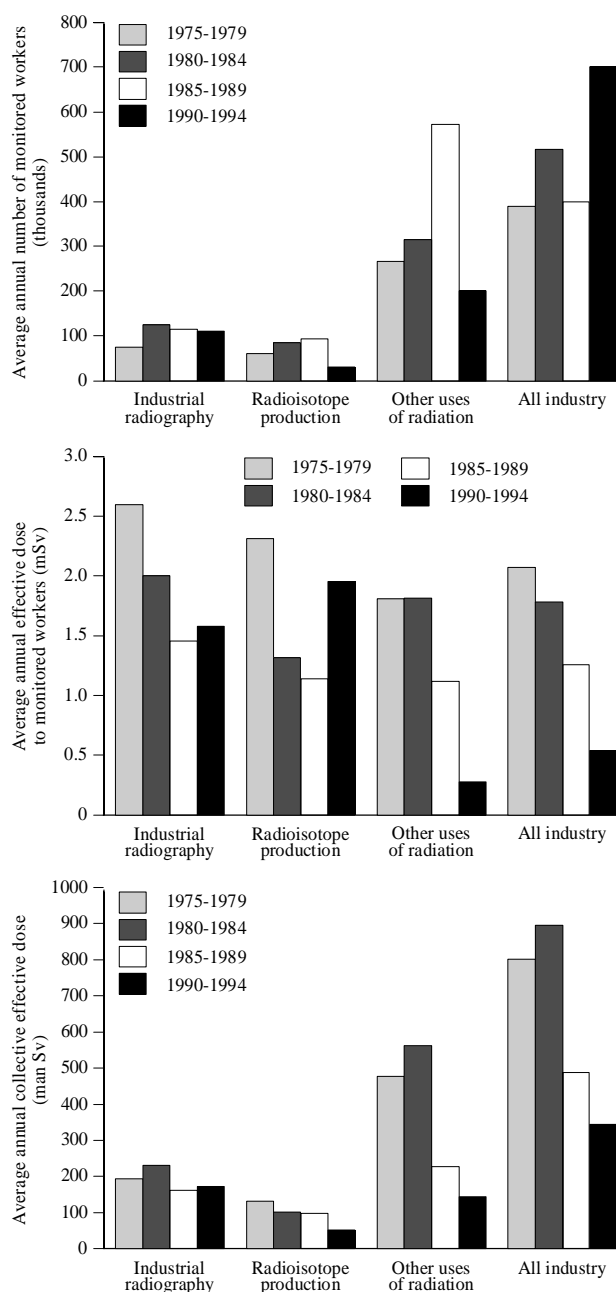 Average annual number of monitored workers
(thousands)
800
700
600
500
400
300
200
100
0
1975-1979
1980-1984
1985-1989
1990-1994
Industrial
radiography
Radioisotope
production
Other uses
of radiation
All industry
Average annual effective dose
to monitored workers (mSv)
3.0
2.5
2.0
1.5
1.0
0.5
0
1975-1979
1980-1984
1985-1989
1990-1994
Industrial
radiography
Radioisotope
production
Other uses
of radiation
All industry
Average annual collective effective dose
(man Sv)
1000
900
800
700
600
500
400
300
200
100
0
1975-1979
1980-1984
1985-1989
1990-1994
Industrial
radiography
Radioisotope
production
Other uses
of radiation
All industry